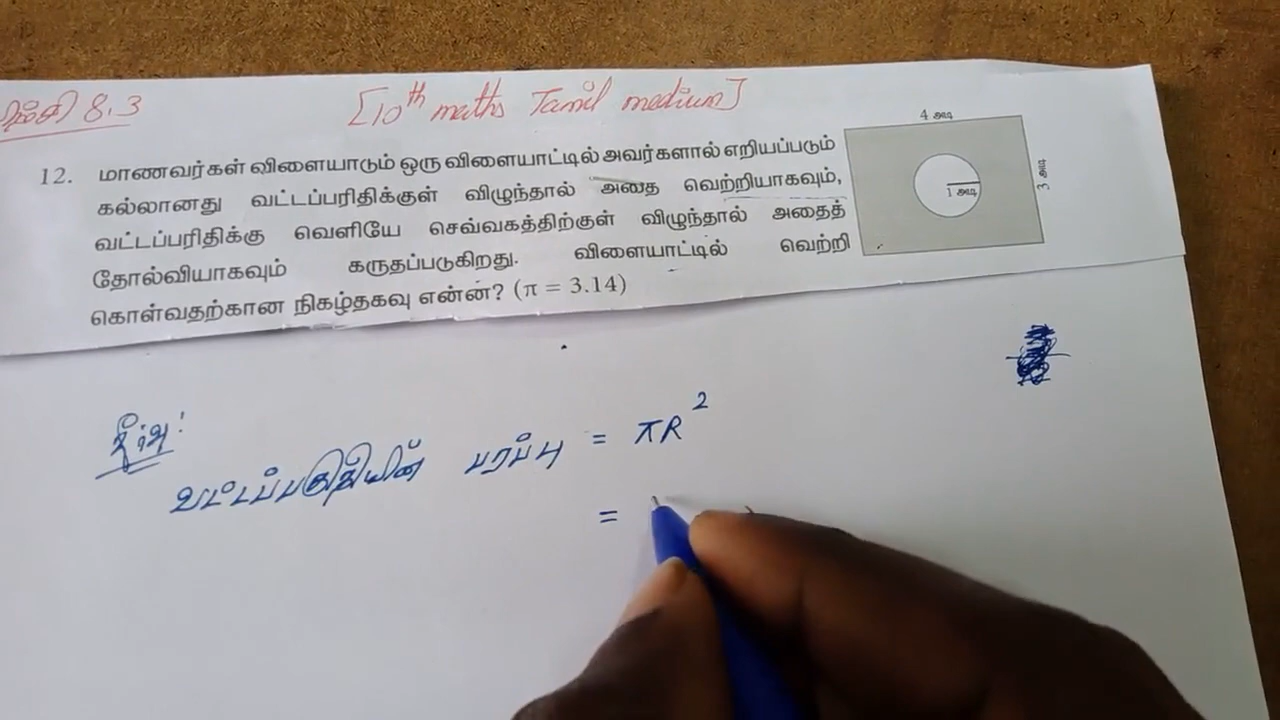 பயிற்சி 8.3
[10th maths Tamil medium]
12. மாணவர்கள் விளையாடும் ஒரு விளையாட்டில் அவர்களால் எறியப்படும்
கல்லானது வட்டப்பரிதிக்குள் விழுந்தால் அதை வெற்றியாகவும்,
வட்டப்பரிதிக்கு வெளியே செவ்வகத்திற்குள் விழுந்தால் அதைத்
தோல்வியாகவும் கருதப்படுகிறது. விளையாட்டில் வெற்றி
கொள்வதற்கான நிகழ்தகவு என்ன? (π = 3.14)
4 அடி
3 அடி
1 அடி
தீர்வு:
வட்டப்பகுதியின் பரப்பு = πR²
=